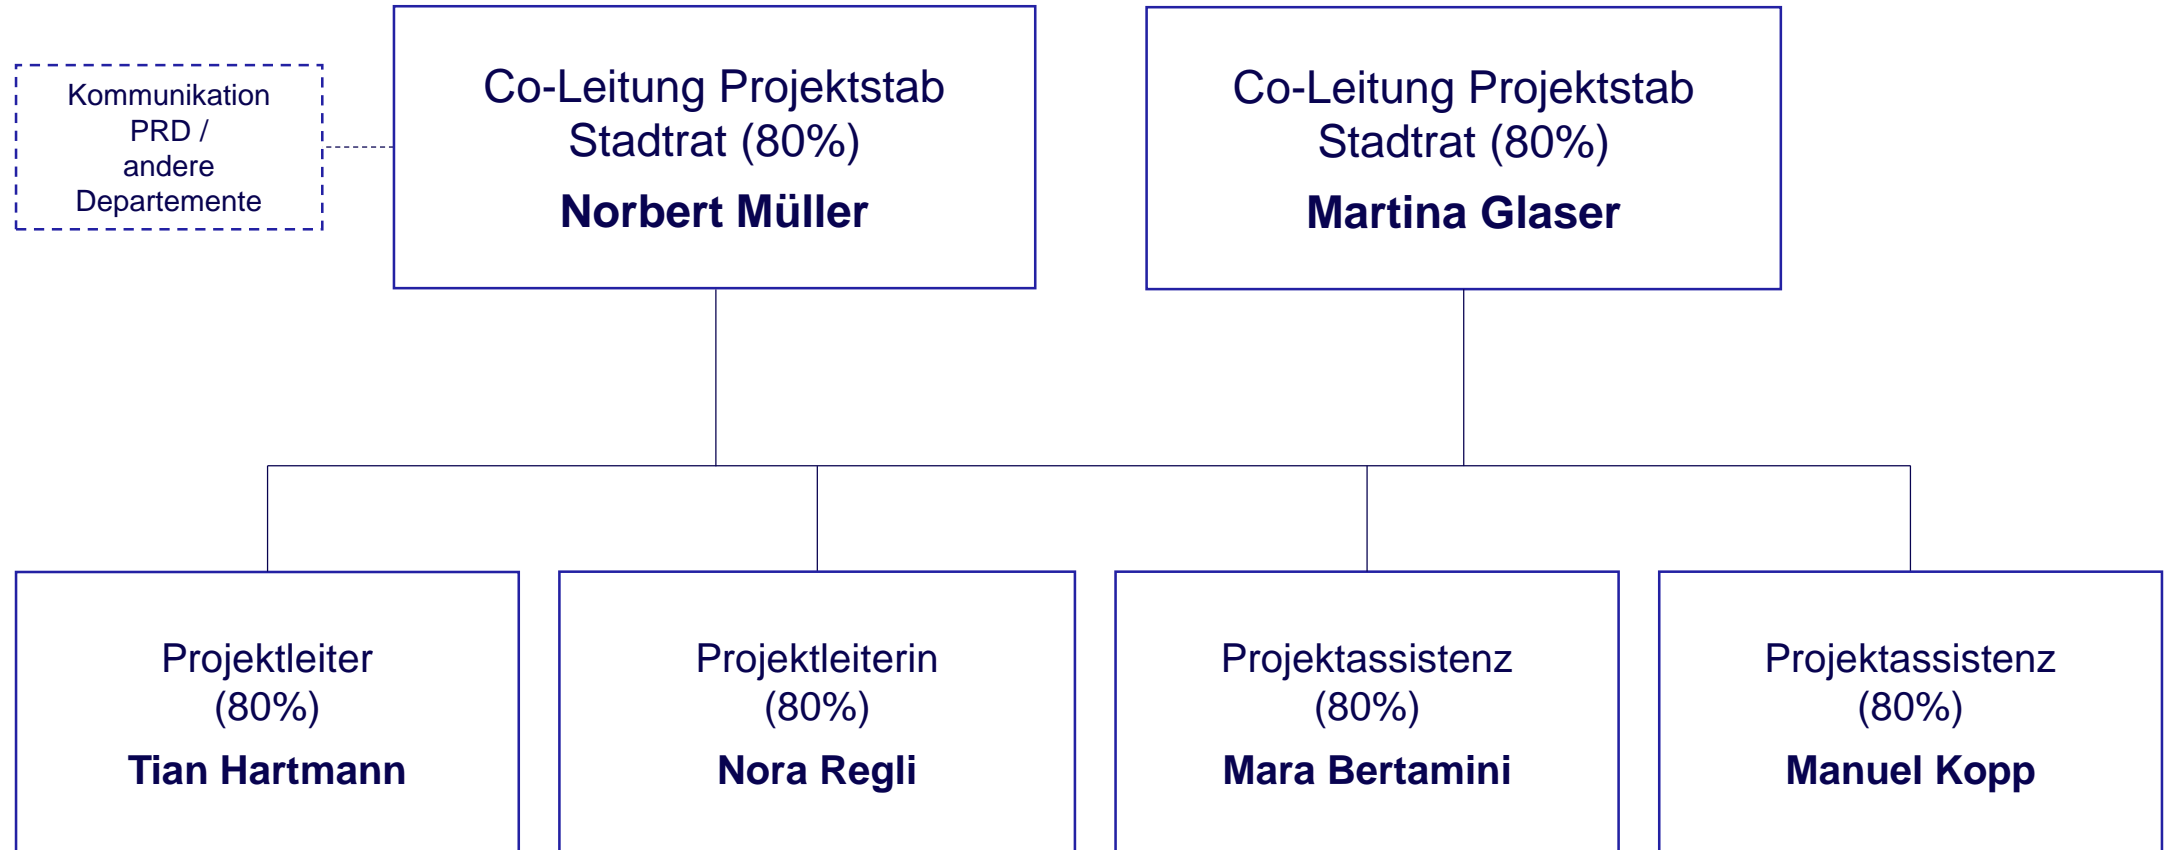 Kommunikation
PRD /
andere
Departemente
Co-Leitung Projektstab
Stadtrat (80%)
Norbert Müller
Co-Leitung Projektstab
Stadtrat (80%)
Martina Glaser
Projektleiter
(80%)
Tian Hartmann
Projektleiterin
(80%)
Nora Regli
Projektassistenz
(80%)
Mara Bertamini
Projektassistenz
(80%)
Manuel Kopp